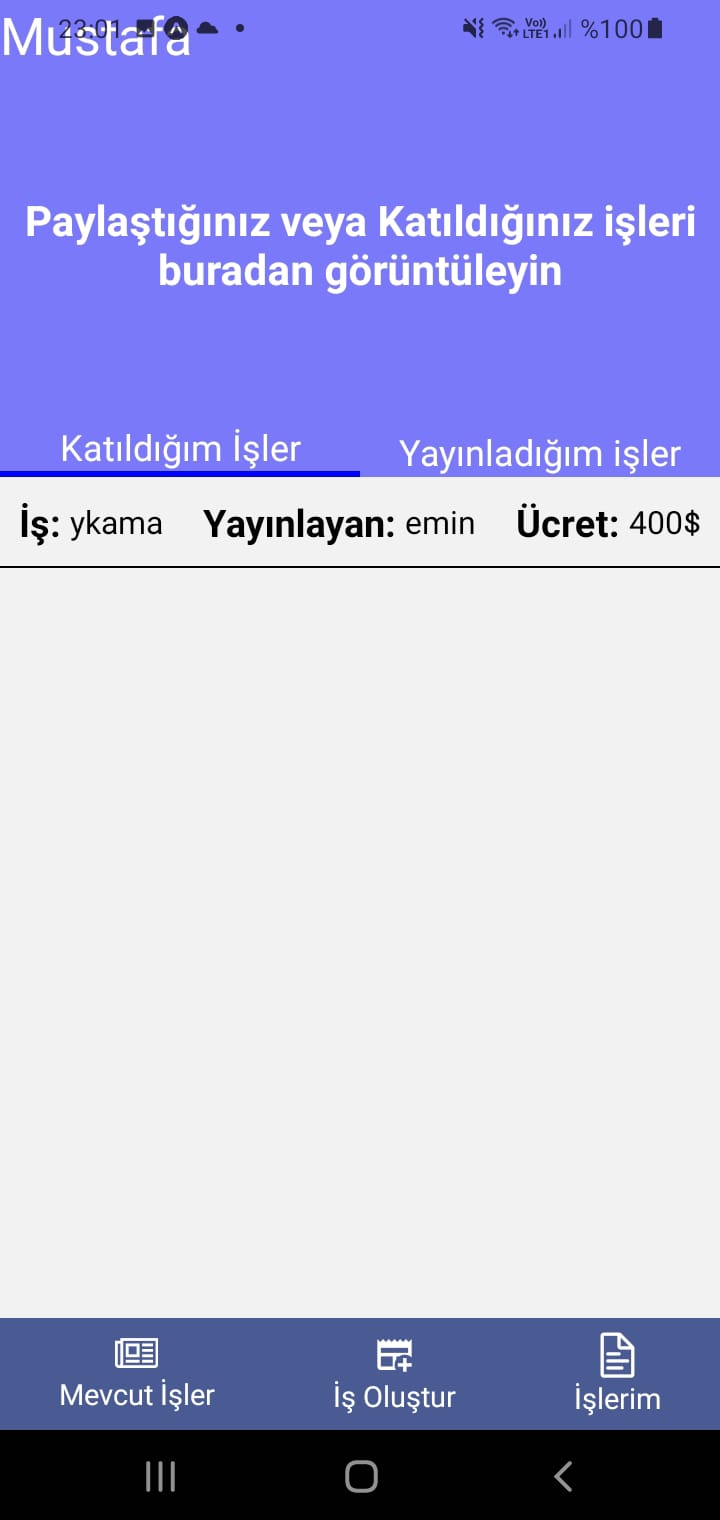 23:01 Vo)) LTE1 %100
Mustafa
Paylaştığınız veya Katıldığınız işleri
buradan görüntüleyin
Katıldığım İşler Yayınladığım işler
İş: ykama Yayınlayan: emin Ücret: 400$
Mevcut İşler İş Oluştur İşlerim